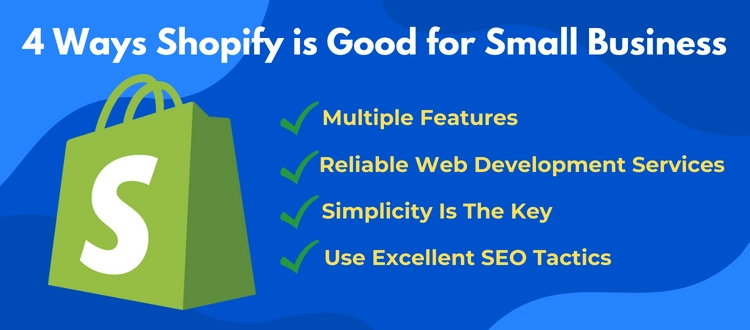 4 Ways Shopify is Good for Small Business
S
Multiple Features
Reliable Web Development Services
Simplicity Is The Key
Use Excellent SEO Tactics